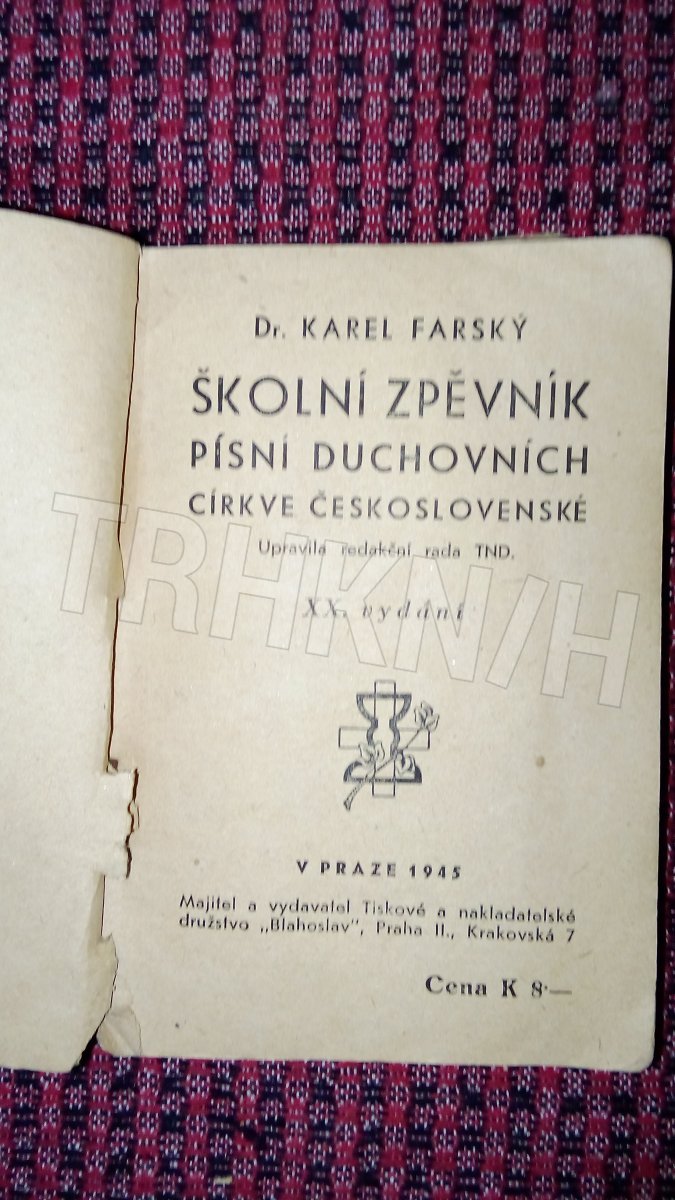 Dr. KAREL FARSKÝ
ŠKOLNÍ ZPĚVNÍK
PÍSNÍ DUCHOVNÍCH
CÍRKVE ČESKOSLOVENSKÉ
Upravila redakční rada TND.
XX. vydání
TRHKN/H
V PRAZE 1945
Majitel a vydavatel Tiskové a nakladatelské
družstvo „Blahoslav", Praha II., Krakovská 7
Cena K 8·—